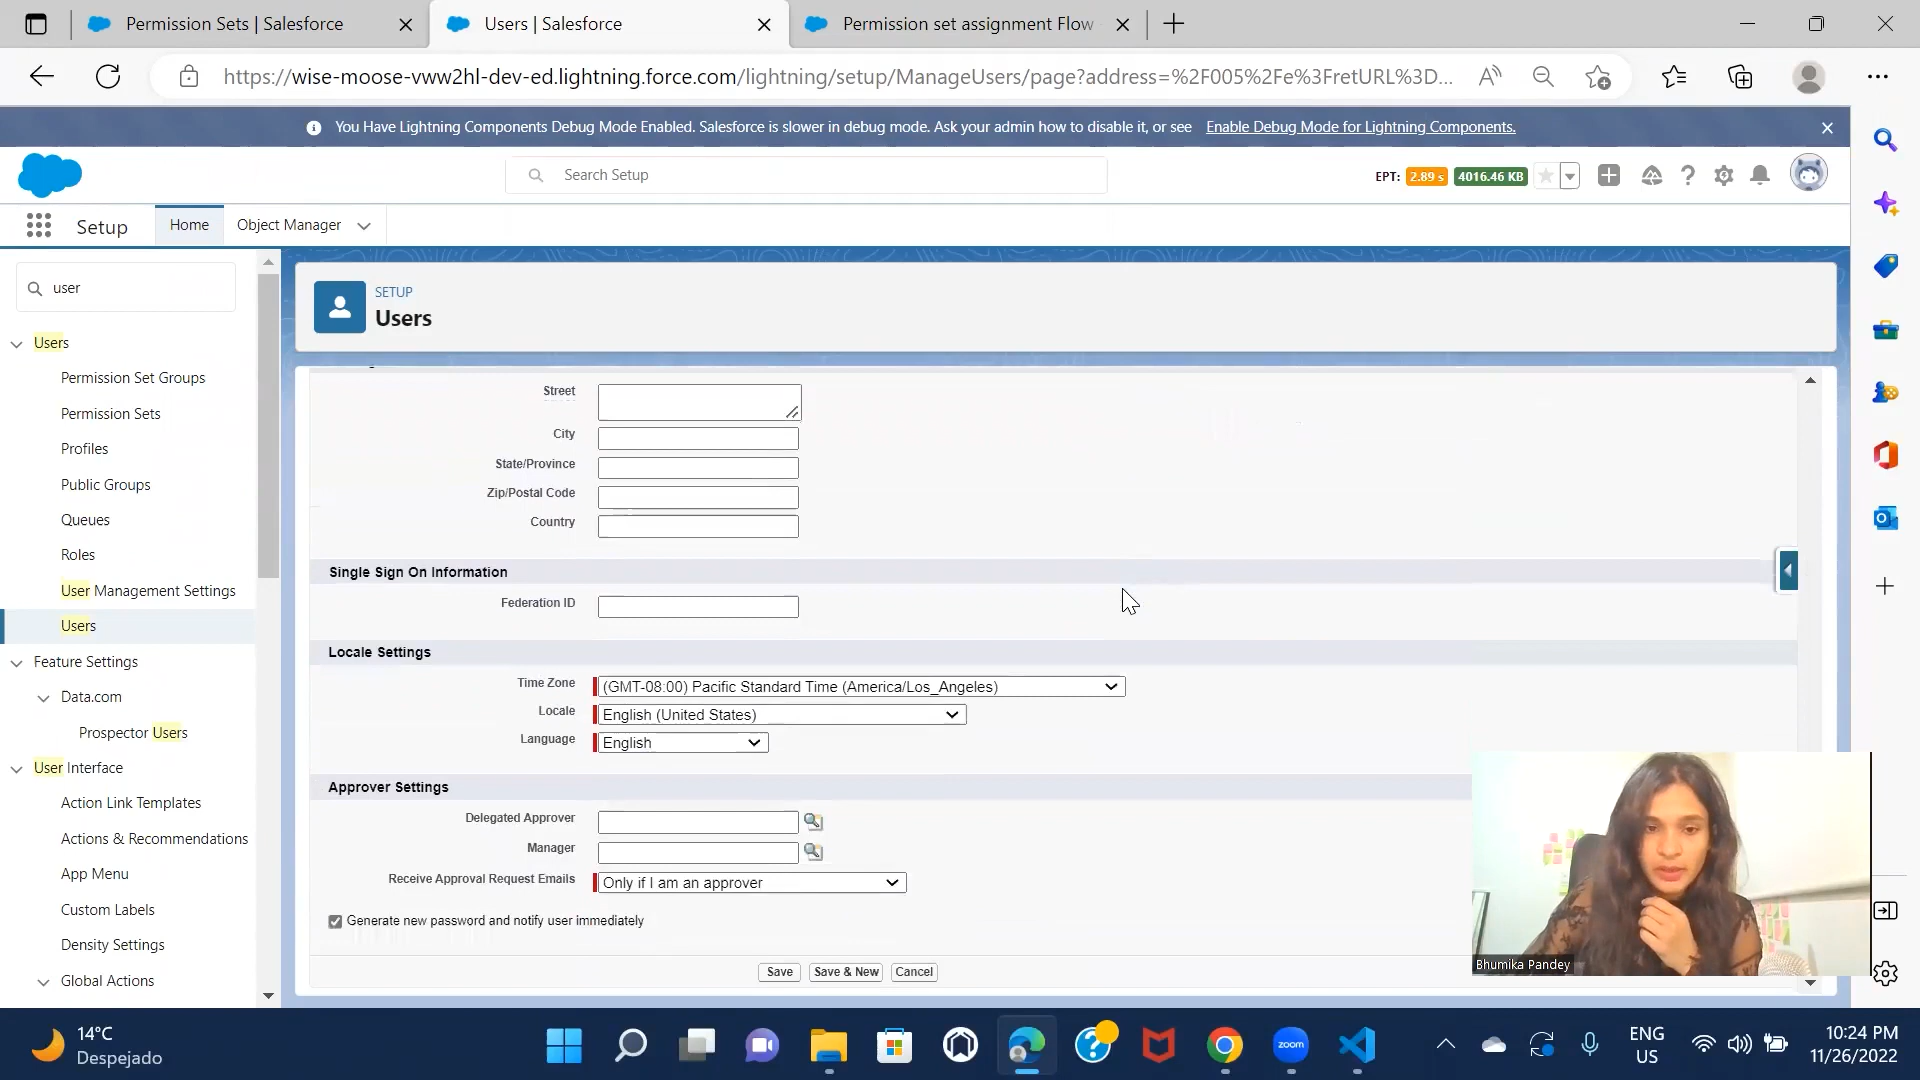 Permission Sets | Salesforce
Users | Salesforce
Permission set assignment Flow
https://wise-moose-vww2hl-dev-ed.lightning.force.com/lightning/setup/ManageUsers/page?address=%2F005%2Fe%3FretURL%3D...
You Have Lightning Components Debug Mode Enabled. Salesforce is slower in debug mode. Ask your admin how to disable it, or see Enable Debug Mode for Lightning Components.
Search Setup
EPT: 2.89 s 4016.46 KB
Setup
Home
Object Manager
user
Users
Permission Set Groups
Permission Sets
Profiles
Public Groups
Queues
Roles
User Management Settings
Users
Feature Settings
Data.com
Prospector Users
User Interface
Action Link Templates
Actions & Recommendations
App Menu
Custom Labels
Density Settings
Global Actions
SETUP
Users
Street
City
State/Province
Zip/Postal Code
Country
Single Sign On Information
Federation ID
Locale Settings
Time Zone (GMT-08:00) Pacific Standard Time (America/Los_Angeles)
Locale English (United States)
Language English
Approver Settings
Delegated Approver
Manager
Receive Approval Request Emails Only if I am an approver
Generate new password and notify user immediately
Save Save & New Cancel
Bhumika Pandey
14°C
Despejado
zoom
ENG
US
10:24 PM
11/26/2022